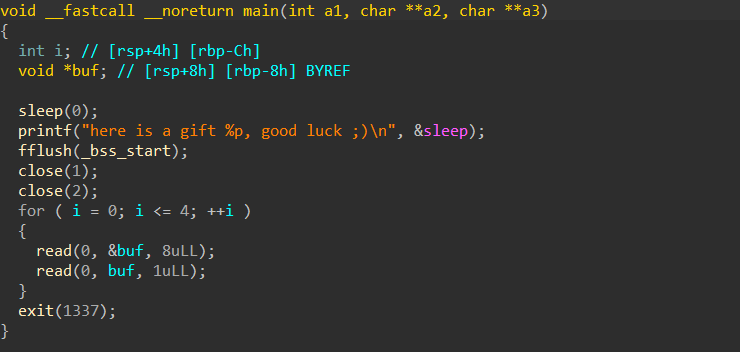 void __fastcall __noreturn main(int a1, char **a2, char **a3)
{
  int i; // [rsp+4h] [rbp-Ch]
  void *buf; // [rsp+8h] [rbp-8h] BYREF

  sleep(0);
  printf("here is a gift %p, good luck ;)\n", &sleep);
  fflush(_bss_start);
  close(1);
  close(2);
  for ( i = 0; i <= 4; ++i )
  {
    read(0, &buf, 8uLL);
    read(0, buf, 1uLL);
  }
  exit(1337);
}